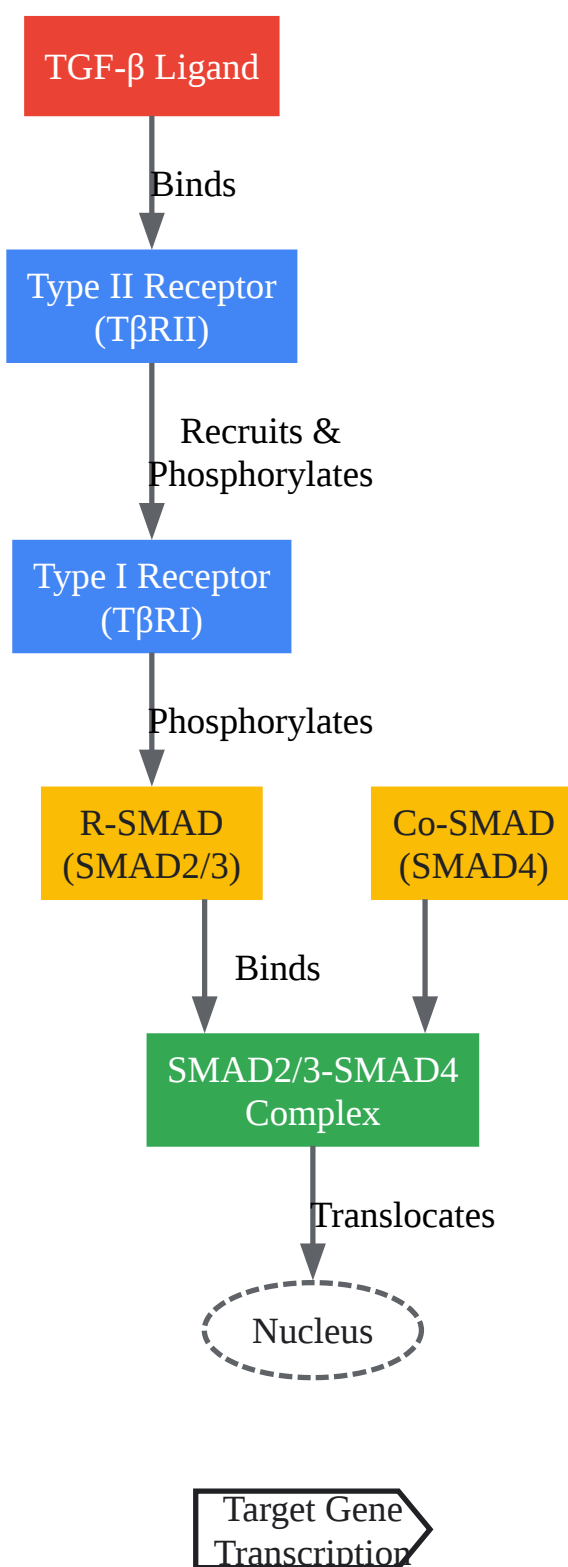 TGF-β Ligand
Binds
Type II Receptor
(TβRII)
Recruits &
Phosphorylates
Type I Receptor
(TβRI)
Phosphorylates
R-SMAD
(SMAD2/3)
Co-SMAD
(SMAD4)
Binds
SMAD2/3-SMAD4
Complex
Translocates
Nucleus
Target Gene
Transcription